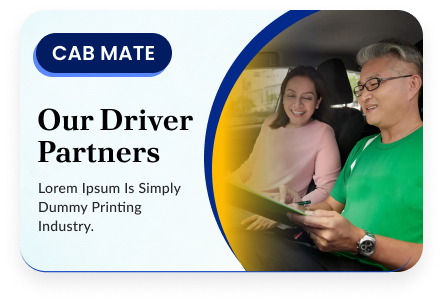 CAB MATE
Our Driver
Partners
Lorem Ipsum Is Simply
Dummy Printing
Industry.